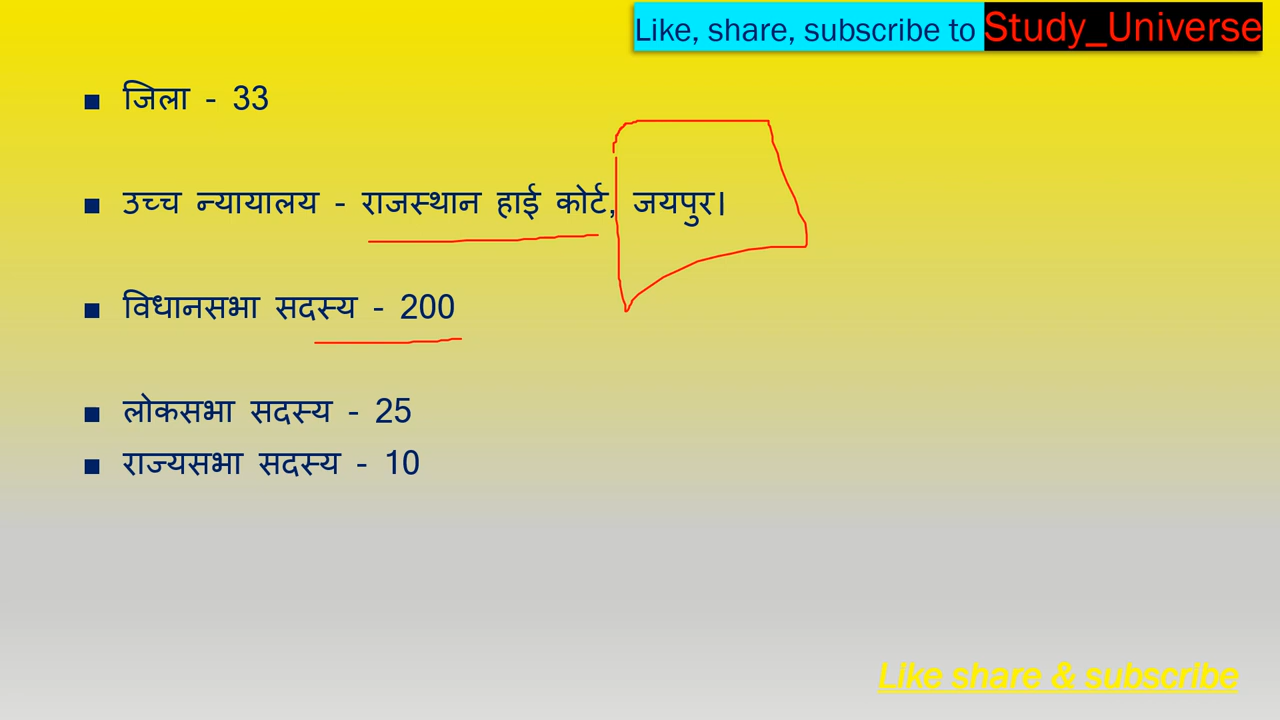 Like, share, subscribe to Study_Universe
▪ जिला - 33
▪ उच्च न्यायालय - राजस्थान हाई कोर्ट, जयपुर।
▪ विधानसभा सदस्य - 200
▪ लोकसभा सदस्य - 25
▪ राज्यसभा सदस्य - 10
Like share & subscribe